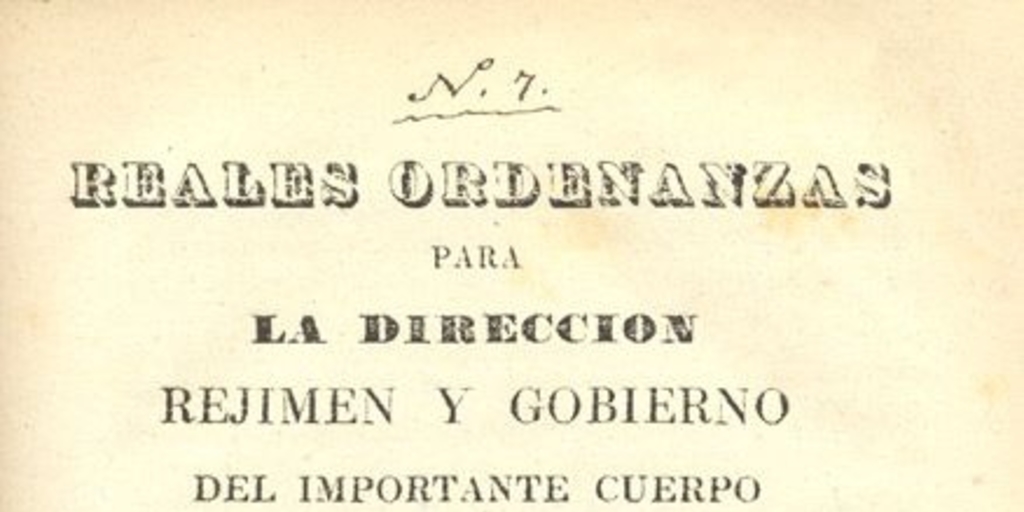 N. 7.
REALES ORDENANZAS
PARA
LA DIRECCION
REJIMEN Y GOBIERNO
DEL IMPORTANTE CUERPO